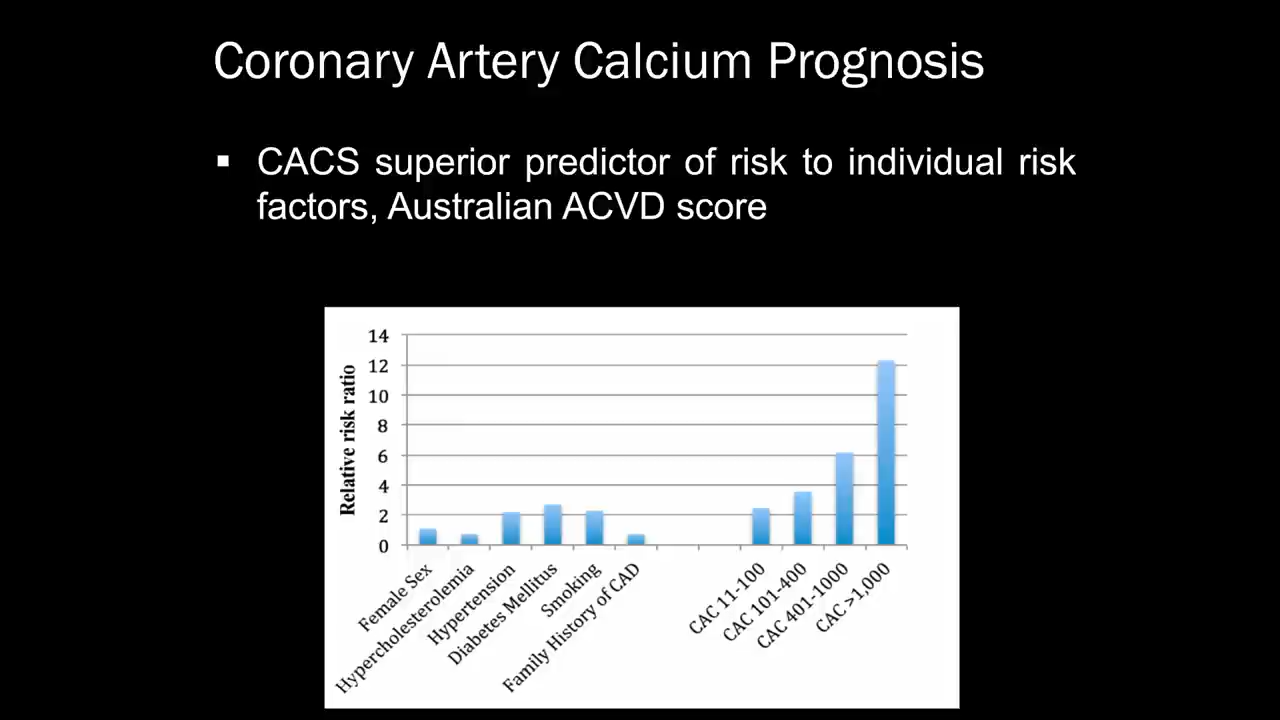 Coronary Artery Calcium Prognosis
▪ CACS superior predictor of risk to individual risk
factors, Australian ACVD score
14
12
10
8
6
4
2
0
Relative risk ratio
Female Sex
Hypercholesterolemia
Hypertension
Diabetes Mellitus
Smoking
Family History of CAD
CAC 11-100
CAC 101-400
CAC 401-1000
CAC >1,000